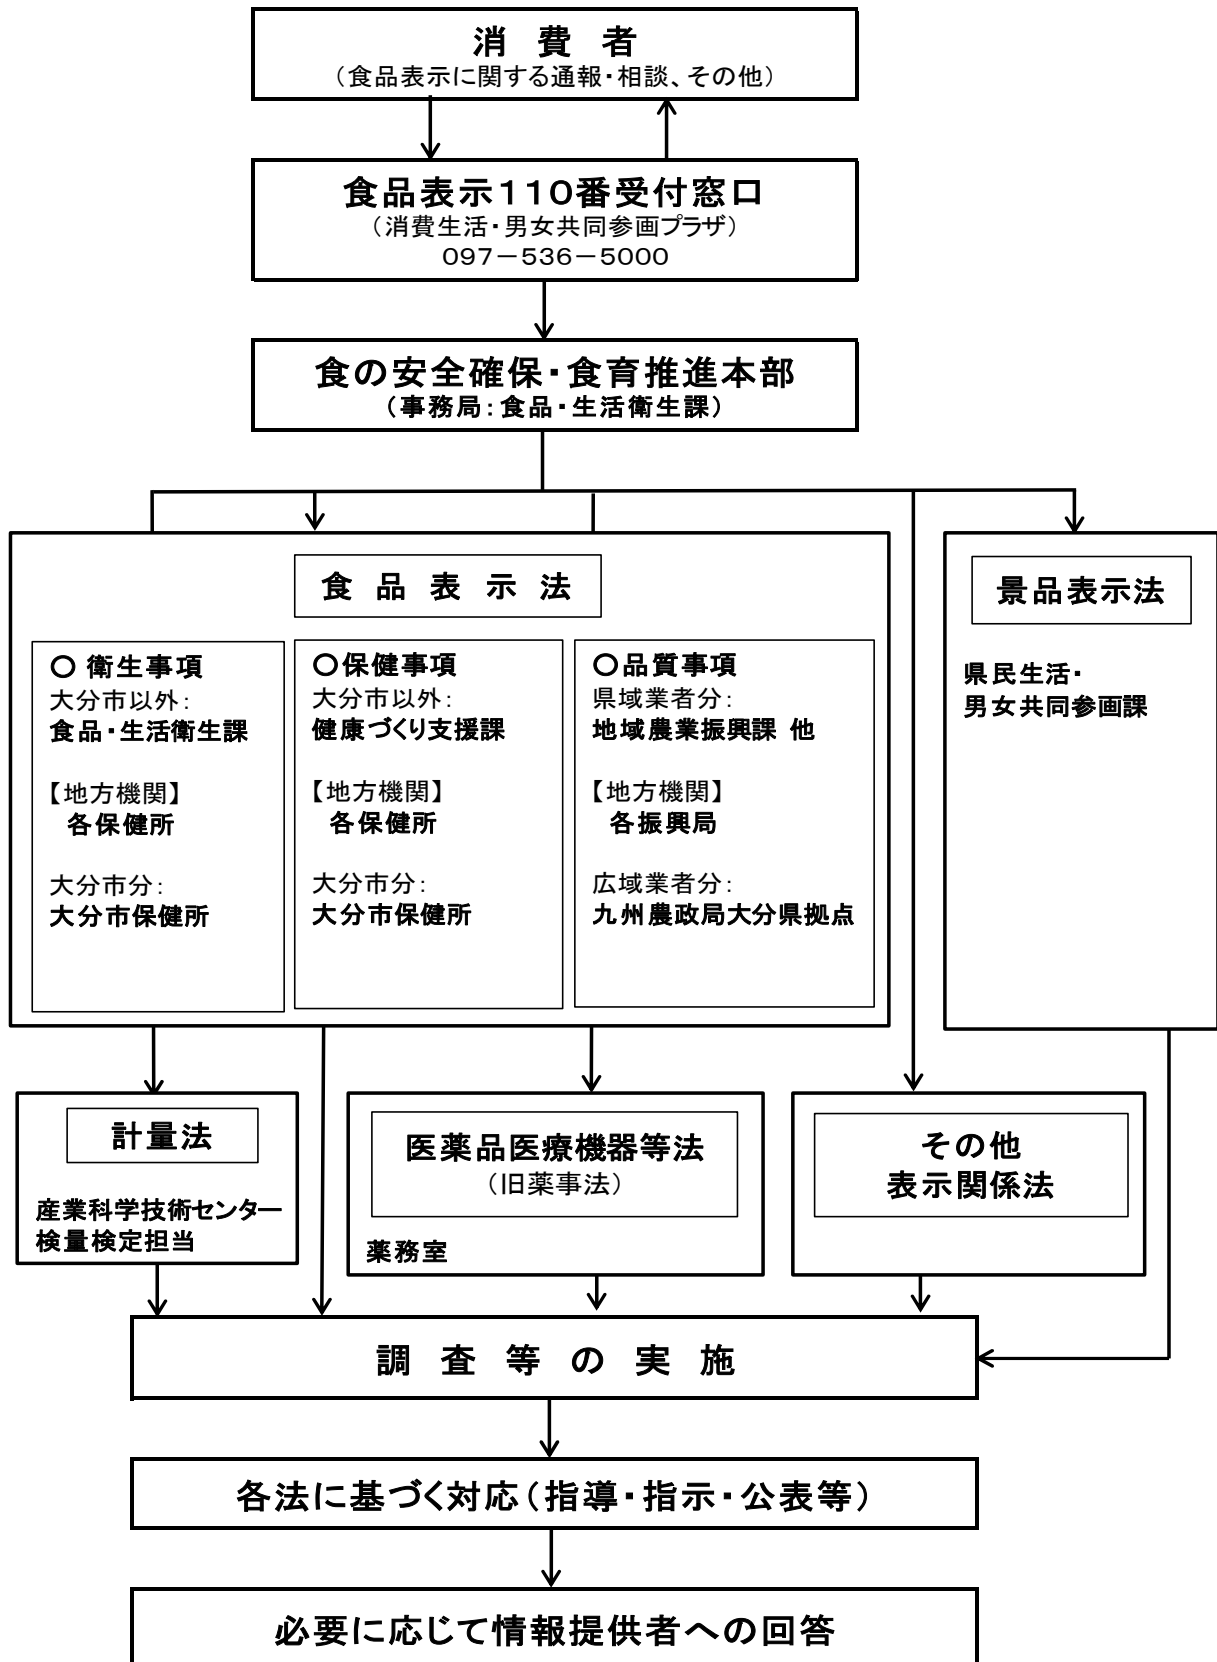 消 費 者
（食品表示に関する通報・相談、その他）
食品表示１１０番受付窓口
（消費生活・男女共同参画プラザ）
０９７－５３６－５０００
食の安全確保・食育推進本部
（事務局：食品・生活衛生課）
食 品 表 示 法
○ 衛生事項
大分市以外：
食品・生活衛生課
【地方機関】
各保健所
大分市分：
大分市保健所
○保健事項
大分市以外：
健康づくり支援課
【地方機関】
各保健所
大分市分：
大分市保健所
○品質事項
県域業者分：
地域農業振興課 他
【地方機関】
各振興局
広域業者分：
九州農政局大分県拠点
景品表示法
県民生活・
男女共同参画課
計量法
産業科学技術センター
検量検定担当
医薬品医療機器等法
（旧薬事法）
薬務室
その他
表示関係法
調 査 等 の 実 施
各法に基づく対応（指導・指示・公表等）
必要に応じて情報提供者への回答